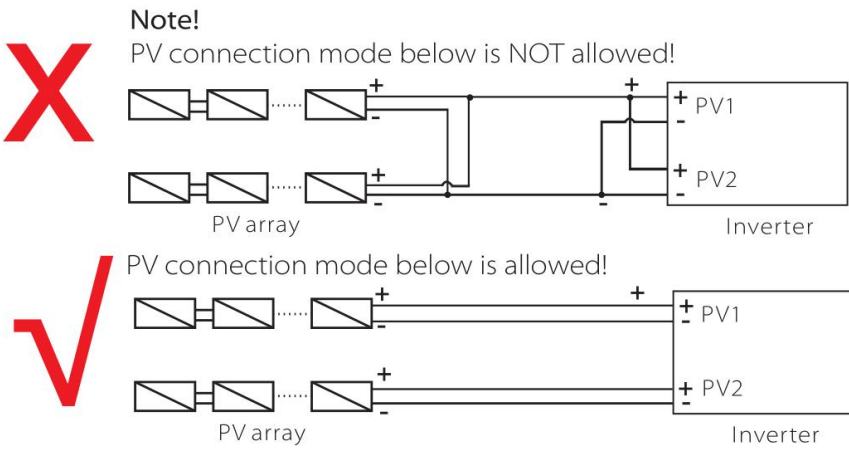 Note!
PV connection mode below is NOT allowed!
+ +
+ PV1
- -
+ + PV2
- - -
PV array Inverter
PV connection mode below is allowed!
+ +
+ PV1
- -
+ + PV2
- -
PV array Inverter